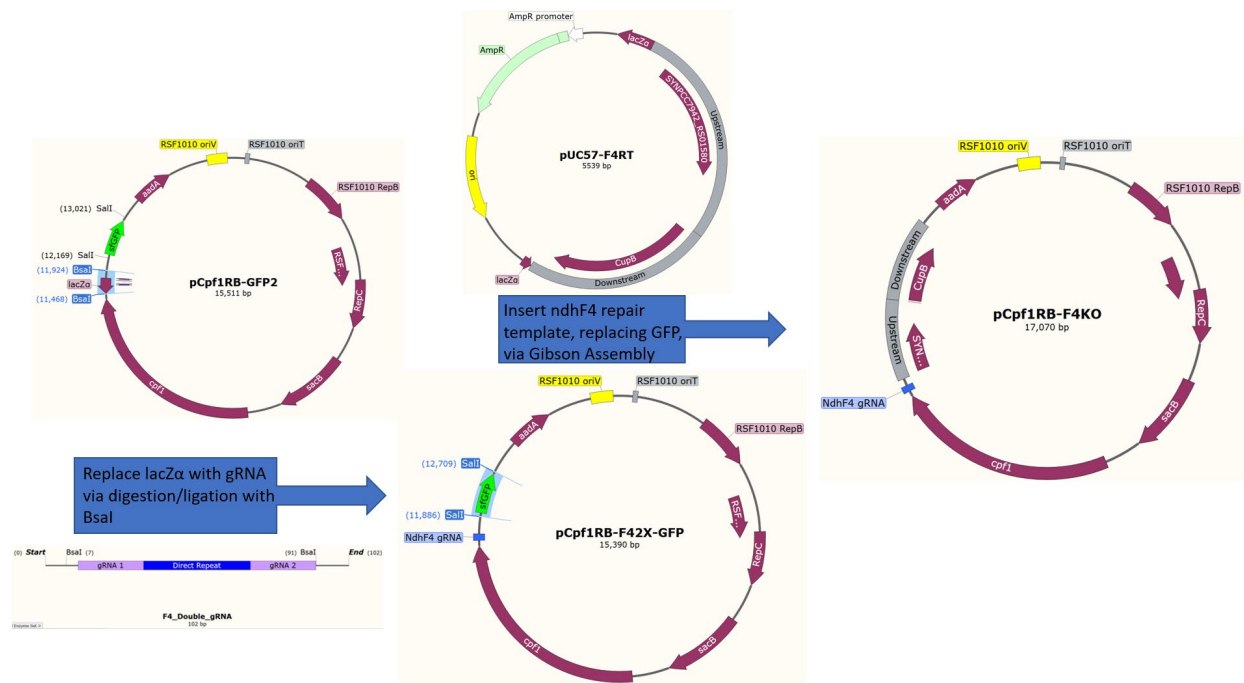 AmpR promoter
lacZα
AmpR
SYNPCC7942_RS01580
Upstream
pUC57-F4RT
5539 bp
ori
CupB
lacZα
Downstream
RSF1010 oriV
RSF1010 oriT
aadA
RSF1010 RepB
(13,021) SalI
sfGFP
(12,169) SalI
(11,924) BsaI
lacZα
(11,468) BsaI
RSF...
RepC
pCpf1RB-GFP2
15,511 bp
cpf1
sacB
Insert ndhF4 repair
template, replacing GFP,
via Gibson Assembly
RSF1010 oriV
RSF1010 oriT
aadA
RSF1010 RepB
Downstream
CupB
Upstream
SYN...
RepC
pCpf1RB-F4KO
17,070 bp
NdhF4 gRNA
sacB
cpf1
Replace lacZα with gRNA
via digestion/ligation with
BsaI
RSF1010 oriV
RSF1010 oriT
aadA
RSF1010 RepB
(12,709) SalI
sfGFP
(11,886) SalI
NdhF4 gRNA
RSF...
RepC
pCpf1RB-F42X-GFP
15,390 bp
cpf1
sacB
(0) Start
BsaI (7)
(91) BsaI
End (102)
gRNA 1
Direct Repeat
gRNA 2
F4_Double_gRNA
102 bp